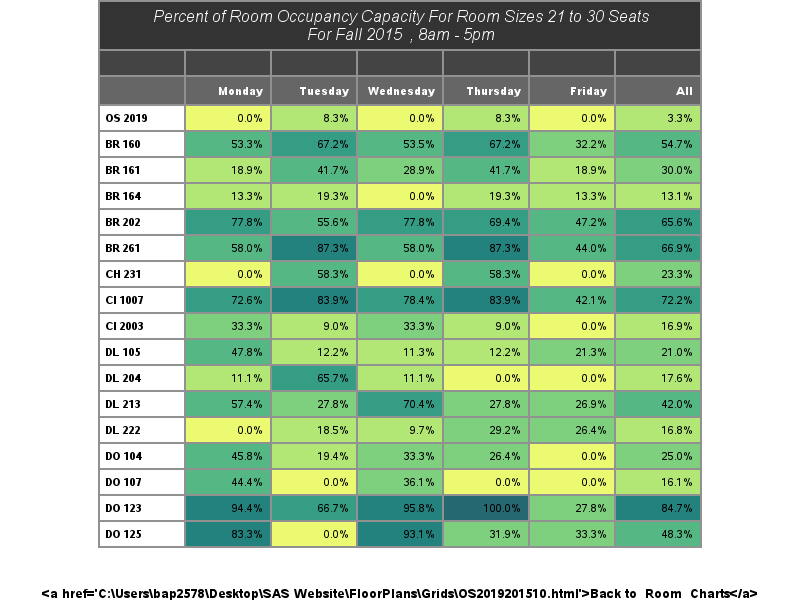 Percent of Room Occupancy Capacity For Room Sizes 21 to 30 Seats
For Fall 2015 , 8am - 5pm
Monday Tuesday Wednesday Thursday Friday All
OS 2019 0.0% 8.3% 0.0% 8.3% 0.0% 3.3%
BR 160 53.3% 67.2% 53.5% 67.2% 32.2% 54.7%
BR 161 18.9% 41.7% 28.9% 41.7% 18.9% 30.0%
BR 164 13.3% 19.3% 0.0% 19.3% 13.3% 13.1%
BR 202 77.8% 55.6% 77.8% 69.4% 47.2% 65.6%
BR 261 58.0% 87.3% 58.0% 87.3% 44.0% 66.9%
CH 231 0.0% 58.3% 0.0% 58.3% 0.0% 23.3%
CI 1007 72.6% 83.9% 78.4% 83.9% 42.1% 72.2%
CI 2003 33.3% 9.0% 33.3% 9.0% 0.0% 16.9%
DL 105 47.8% 12.2% 11.3% 12.2% 21.3% 21.0%
DL 204 11.1% 65.7% 11.1% 0.0% 0.0% 17.6%
DL 213 57.4% 27.8% 70.4% 27.8% 26.9% 42.0%
DL 222 0.0% 18.5% 9.7% 29.2% 26.4% 16.8%
DO 104 45.8% 19.4% 33.3% 26.4% 0.0% 25.0%
DO 107 44.4% 0.0% 36.1% 0.0% 0.0% 16.1%
DO 123 94.4% 66.7% 95.8% 100.0% 27.8% 84.7%
DO 125 83.3% 0.0% 93.1% 31.9% 33.3% 48.3%
<a href='C:\Users\bap2578\Desktop\SAS Website\FloorPlans\Grids\OS2019201510.html'>Back to Room Charts</a>